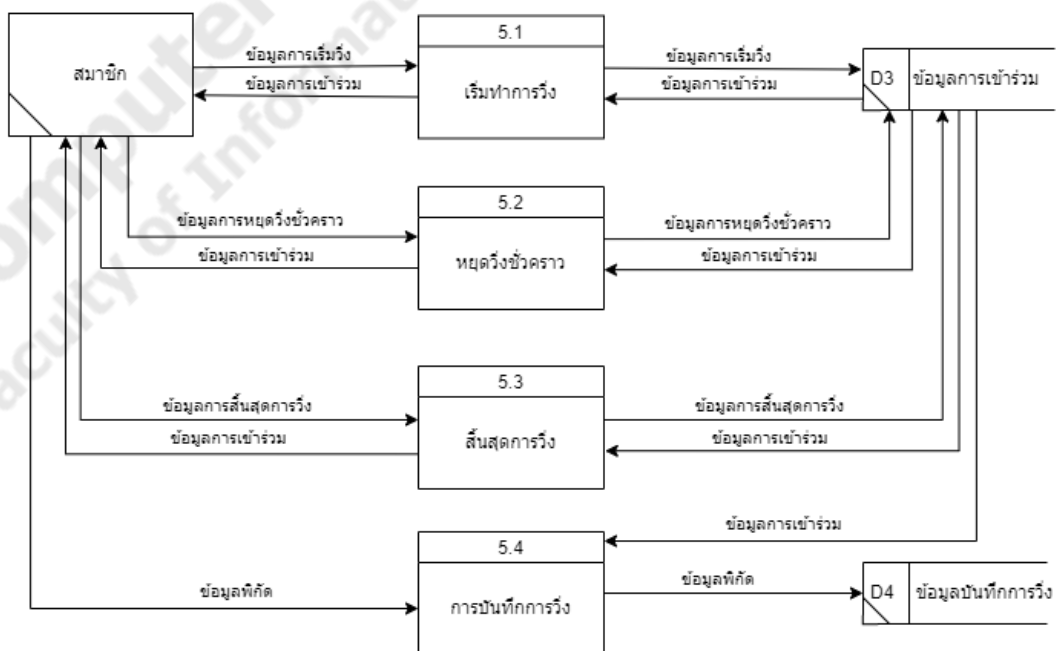 5.1
สมาชิก
ข้อมูลการเริ่มวิ่ง
ข้อมูลการเข้าร่วม
เริ่มทำการวิ่ง
ข้อมูลการเริ่มวิ่ง
ข้อมูลการเข้าร่วม
D3
ข้อมูลการเข้าร่วม
5.2
ข้อมูลการหยุดวิ่งชั่วคราว
ข้อมูลการเข้าร่วม
หยุดวิ่งชั่วคราว
ข้อมูลการหยุดวิ่งชั่วคราว
ข้อมูลการเข้าร่วม
5.3
ข้อมูลการสิ้นสุดการวิ่ง
ข้อมูลการเข้าร่วม
สิ้นสุดการวิ่ง
ข้อมูลการสิ้นสุดการวิ่ง
ข้อมูลการเข้าร่วม
ข้อมูลการเข้าร่วม
5.4
ข้อมูลพิกัด
การบันทึกการวิ่ง
ข้อมูลพิกัด
D4
ข้อมูลบันทึกการวิ่ง